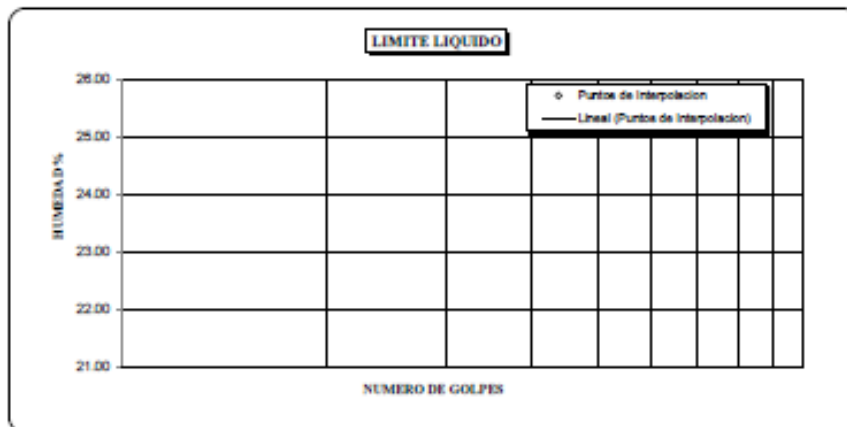 LIMITE LIQUIDO
26.00
Puntos de Interpolacion
Lineal (Puntos de Interpolacion)
25.00
24.00
HUMEDAD %
23.00
22.00
21.00
NUMERO DE GOLPES